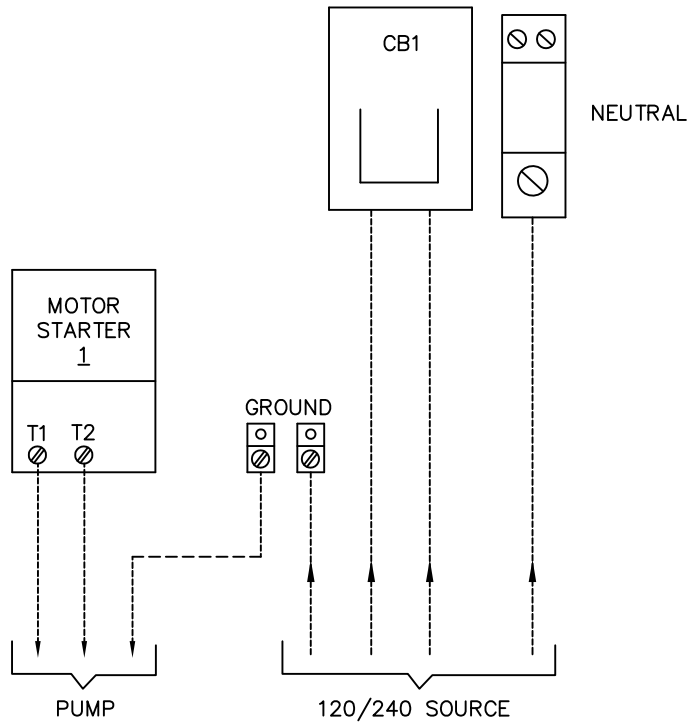 CB1
NEUTRAL
MOTOR
STARTER
1
T1 T2
GROUND
PUMP
120/240 SOURCE